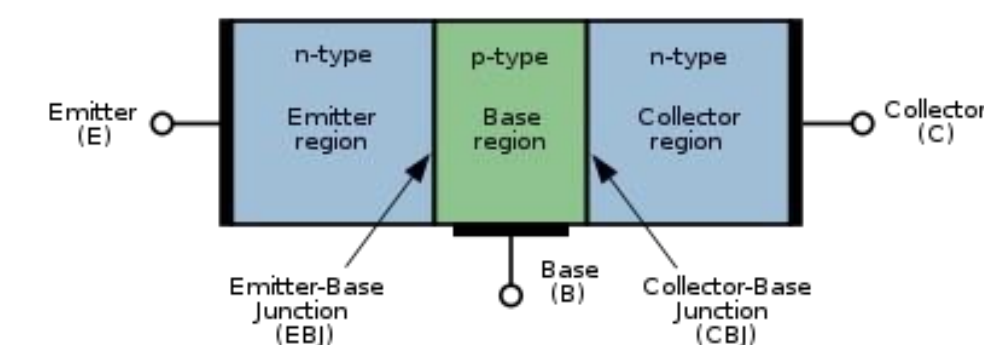 n-type
p-type
n-type
Emitter
(E)
Emitter
region
Base
region
Collector
region
Collector
(C)
Emitter-Base
Junction
(EBJ)
Base
(B)
Collector-Base
Junction
(CBJ)